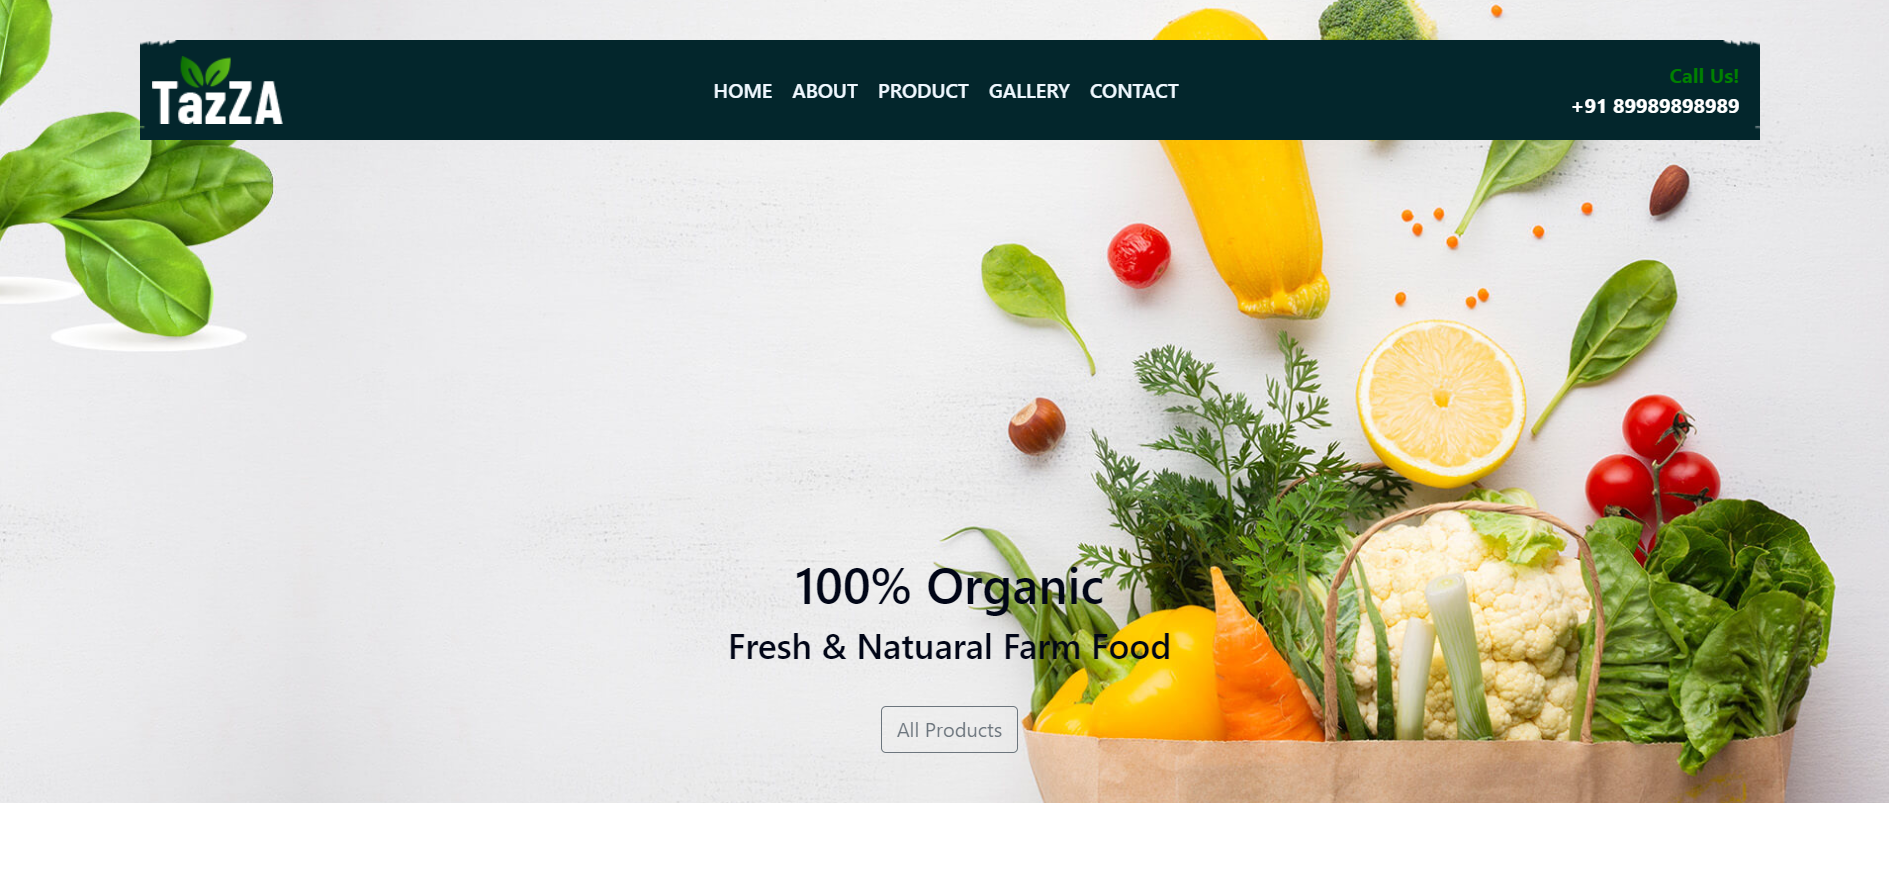 TazZA
HOME ABOUT PRODUCT GALLERY CONTACT
Call Us!
+91 89989898989
100% Organic
Fresh & Natuaral Farm Food
All Products